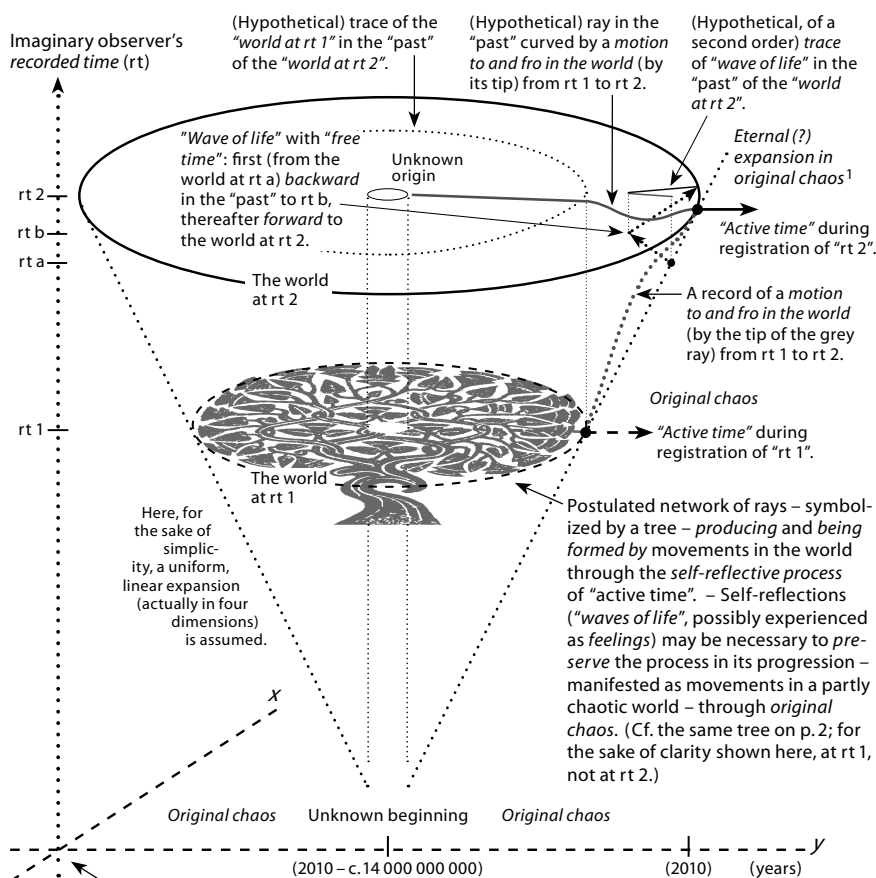 Imaginary observer's
recorded time (rt)
(Hypothetical) trace of the
“world at rt 1” in the “past”
of the “world at rt 2”.
(Hypothetical) ray in the
“past” curved by a motion
to and fro in the world (by
its tip) from rt 1 to rt 2.
(Hypothetical, of a
second order) trace
of “wave of life” in the
“past” of the “world
at rt 2”.
"Wave of life” with “free
time”: first (from the
world at rt a) backward
in the “past” to rt b,
thereafter forward to
the world at rt 2.
Unknown
origin
Eternal (?)
expansion in
original chaos1
rt 2
rt b
rt a
“Active time” during
registration of “rt 2”.
The world
at rt 2
A record of a motion
to and fro in the world
(by the tip of the grey
ray) from rt 1 to rt 2.
Original chaos
rt 1
“Active time” during
registration of “rt 1”.
The world
at rt 1
Here, for
the sake of
simplic-
ity, a uniform,
linear expansion
(actually in four
dimensions)
is assumed.
Postulated network of rays – symbol-
ized by a tree – producing and being
formed by movements in the world
through the self-reflective process
of “active time”. – Self-reflections
(“waves of life”, possibly experienced
as feelings) may be necessary to pre-
serve the process in its progression –
manifested as movements in a partly
chaotic world – through original
chaos. (Cf. the same tree on p. 2; for
the sake of clarity shown here, at rt 1,
not at rt 2.)
x
Original chaos Unknown beginning Original chaos
y
(2010 – c.14 000 000 000) (2010) (years)